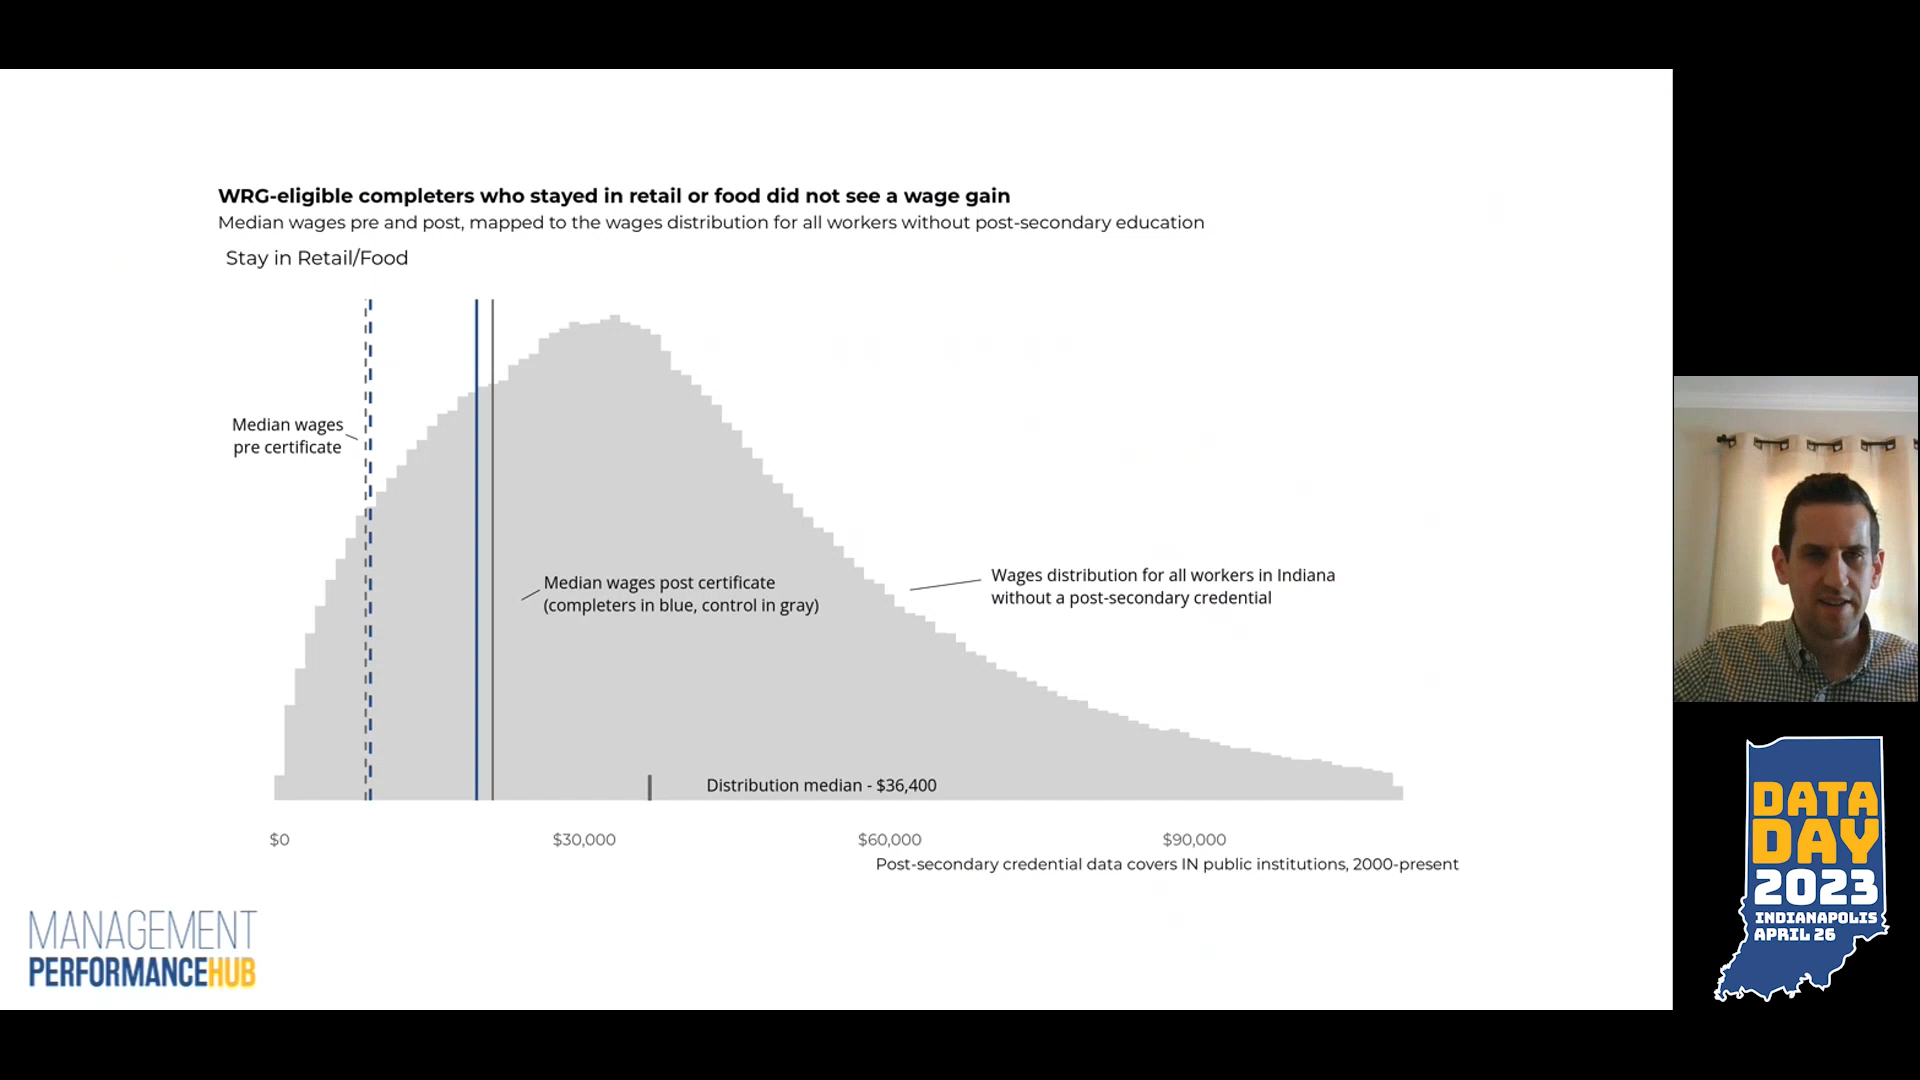 WRG-eligible completers who stayed in retail or food did not see a wage gain
Median wages pre and post, mapped to the wages distribution for all workers without post-secondary education
Stay in Retail/Food
Median wages
pre certificate
Median wages post certificate
(completers in blue, control in gray)
Wages distribution for all workers in Indiana
without a post-secondary credential
Distribution median - $36,400
$0
$30,000
$60,000
$90,000
Post-secondary credential data covers IN public institutions, 2000-present
MANAGEMENT
PERFORMANCEHUB
DATA
DAY
2023
INDIANAPOLIS
APRIL 26